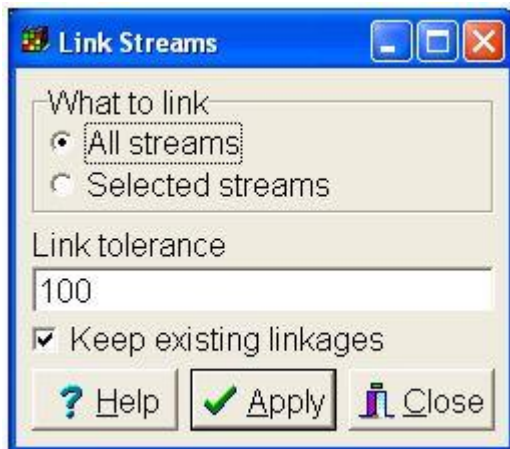 Link Streams
What to link
All streams
Selected streams
Link tolerance
100
Keep existing linkages
Help Apply Close